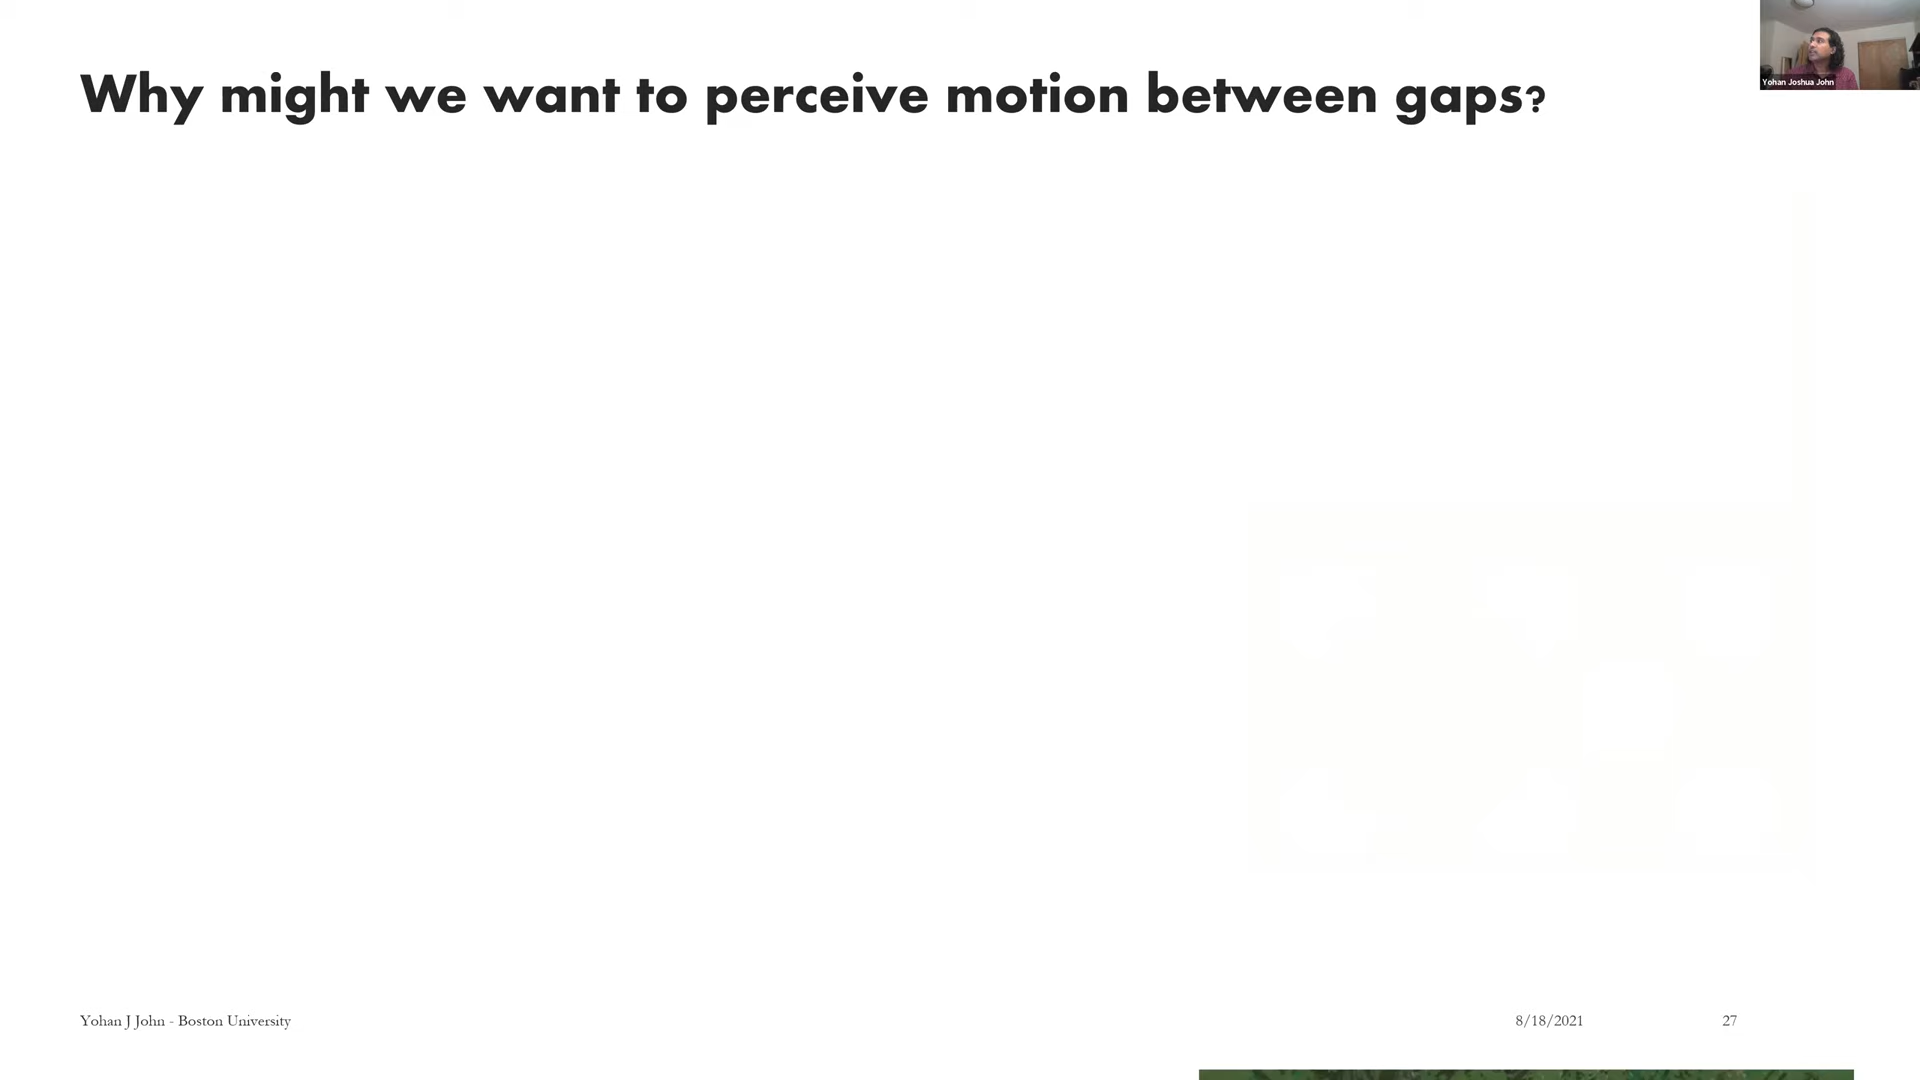 Why might we want to perceive motion between gaps?
Yohan Joshua John
Yohan J John - Boston University
8/18/2021
27